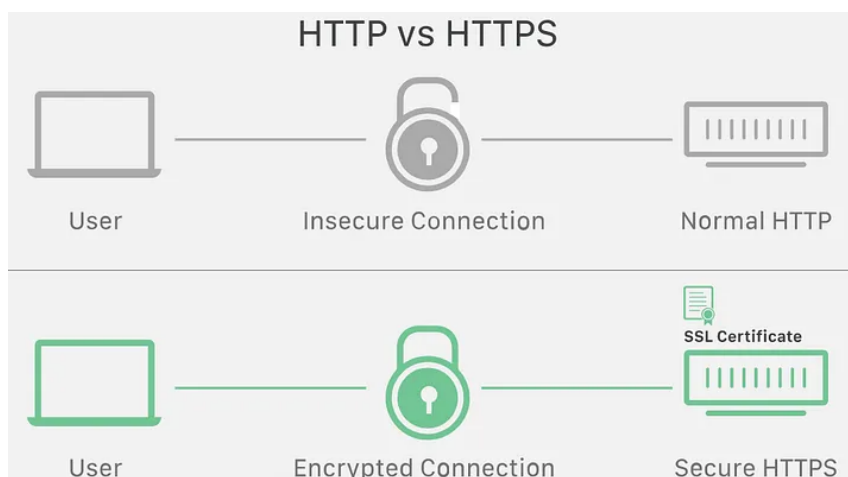 HTTP vs HTTPS
User
Insecure Connection
Normal HTTP
SSL Certificate
User
Encrypted Connection
Secure HTTPS